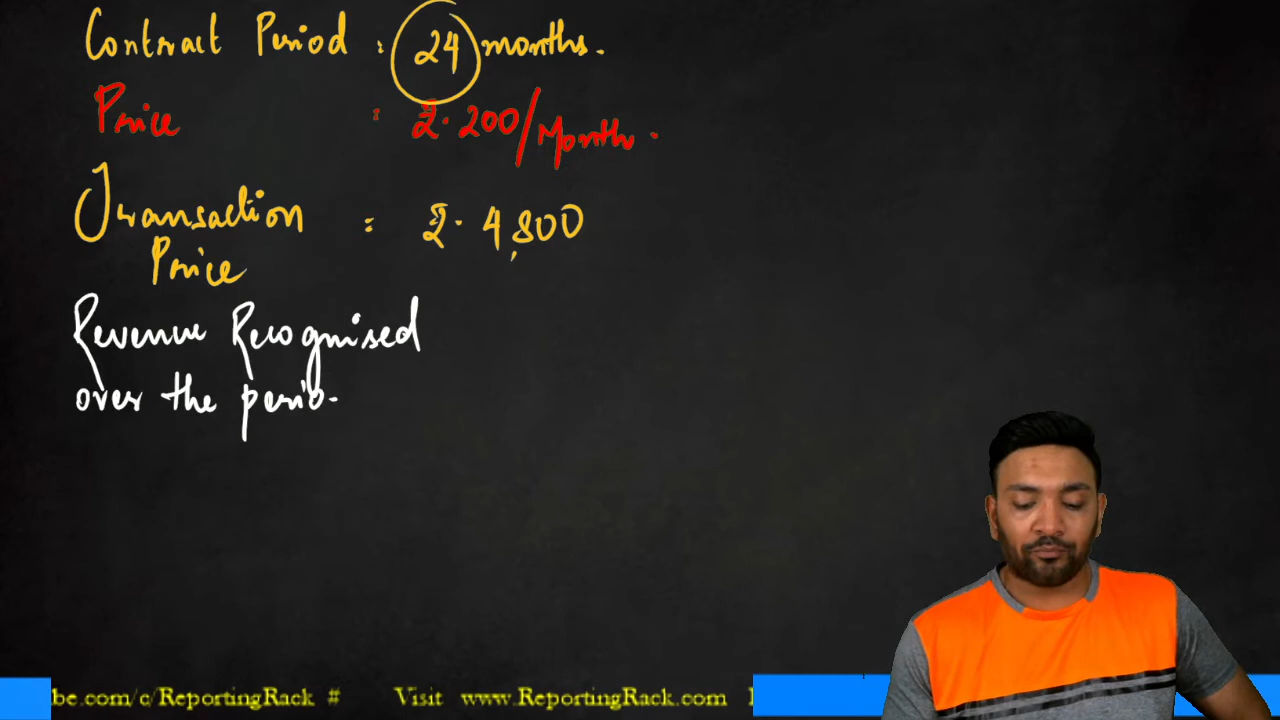 Contract Period : 24 months.
Price : ₹. 200/Months.
Transaction Price : ₹. 4,800
Revenue Recognised
over the perio
be.com/c/ReportingRack # Visit www.ReportingRack.com